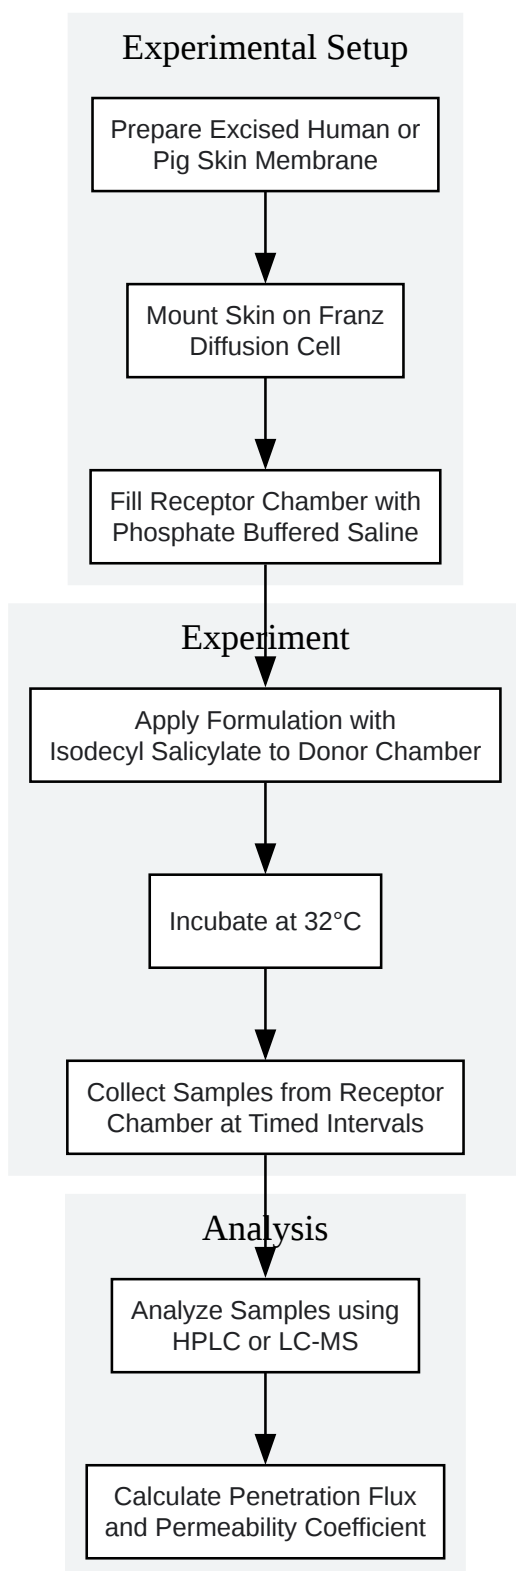 Experimental Setup
Prepare Excised Human or
Pig Skin Membrane
Mount Skin on Franz
Diffusion Cell
Fill Receptor Chamber with
Phosphate Buffered Saline
Experiment
Apply Formulation with
Isodecyl Salicylate to Donor Chamber
Incubate at 32°C
Collect Samples from Receptor
Chamber at Timed Intervals
Analysis
Analyze Samples using
HPLC or LC-MS
Calculate Penetration Flux
and Permeability Coefficient